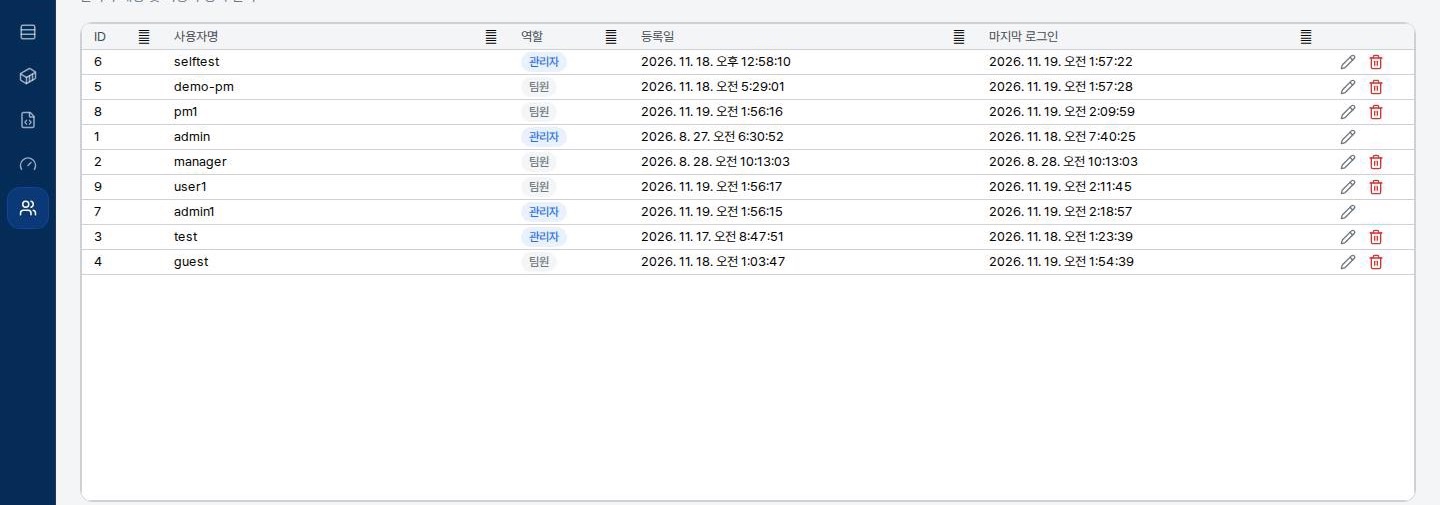 ID 사용자명 역할 등록일 마지막 로그인
6 selftest 관리자 2026. 11. 18. 오후 12:58:10 2026. 11. 19. 오전 1:57:22
5 demo-pm 팀원 2026. 11. 18. 오전 5:29:01 2026. 11. 19. 오전 1:57:28
8 pm1 팀원 2026. 11. 19. 오전 1:56:16 2026. 11. 19. 오전 2:09:59
1 admin 관리자 2026. 8. 27. 오전 6:30:52 2026. 11. 18. 오전 7:40:25
2 manager 팀원 2026. 8. 28. 오전 10:13:03 2026. 8. 28. 오전 10:13:03
9 user1 팀원 2026. 11. 19. 오전 1:56:17 2026. 11. 19. 오전 2:11:45
7 admin1 관리자 2026. 11. 19. 오전 1:56:15 2026. 11. 19. 오전 2:18:57
3 test 관리자 2026. 11. 17. 오전 8:47:51 2026. 11. 18. 오전 1:23:39
4 guest 팀원 2026. 11. 18. 오전 1:03:47 2026. 11. 19. 오전 1:54:39